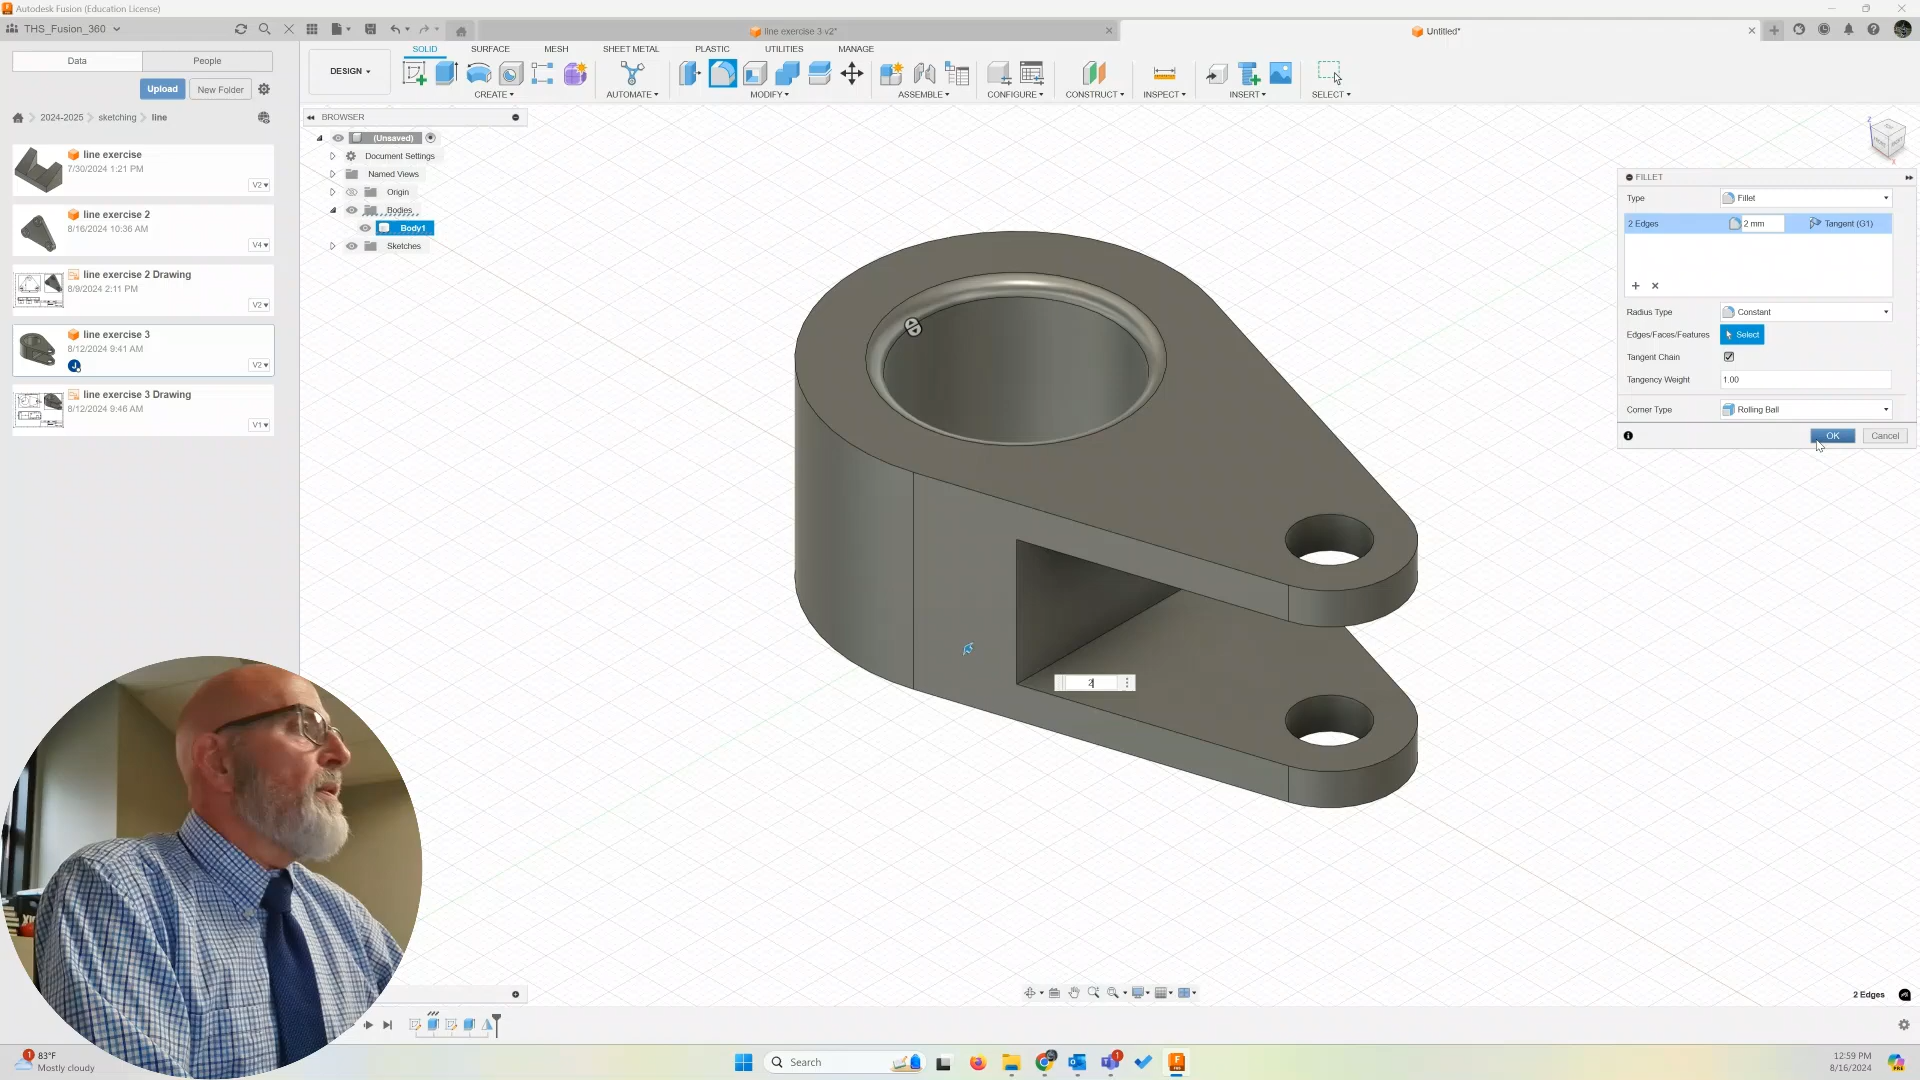 Autodesk Fusion (Education License)
THS_Fusion_360
line exercise 3 v2*
Untitled*
Data
People
Upload
New Folder
2024-2025
sketching
line
line exercise
7/30/2024 1:21 PM
V2
line exercise 2
8/16/2024 10:36 AM
V4
line exercise 2 Drawing
8/9/2024 2:11 PM
V2
line exercise 3
8/12/2024 9:41 AM
V2
line exercise 3 Drawing
8/12/2024 9:46 AM
V1
DESIGN
SOLID
SURFACE
MESH
SHEET METAL
PLASTIC
UTILITIES
MANAGE
CREATE
AUTOMATE
MODIFY
ASSEMBLE
CONFIGURE
CONSTRUCT
INSPECT
INSERT
SELECT
BROWSER
(Unsaved)
Document Settings
Named Views
Origin
Bodies
Body1
Sketches
FILLET
Type
Fillet
2 Edges
2 mm
Tangent (G1)
Radius Type
Constant
Edges/Faces/Features
Select
Tangent Chain
Tangency Weight
1.00
Corner Type
Rolling Ball
OK
Cancel
2
2 Edges
83°F
Mostly cloudy
Search
12:59 PM
8/16/2024